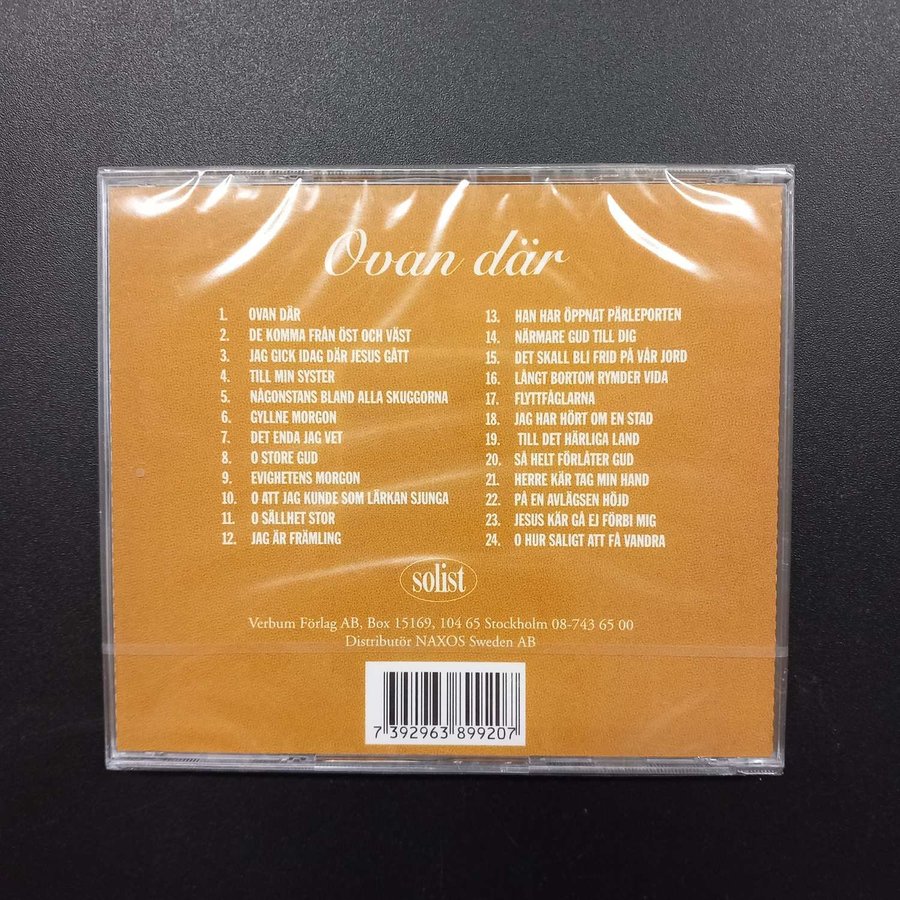 Ovan där
1. OVAN DÄR
2. DE KOMMA FRÅN ÖST OCH VÄST
3. JAG GICK IDAG DÄR JESUS GÅTT
4. TILL MIN SYSTER
5. NÅGONSTANS BLAND ALLA SKUGGORNA
6. GYLLNE MORGON
7. DET ENDA JAG VET
8. O STORE GUD
9. EVIGHETENS MORGON
10. O ATT JAG KUNDE SOM LÄRKAN SJUNGA
11. O SÄLLHET STOR
12. JAG ÄR FRÄMLING
13. HAN HAR ÖPPNAT PÄRLEPORTEN
14. NÄRMARE GUD TILL DIG
15. DET SKALL BLI FRID PÅ VÅR JORD
16. LÅNGT BORTOM RYMDER VIDA
17. FLYTTFÅGLARNA
18. JAG HAR HÖRT OM EN STAD
19. TILL DET HÄRLIGA LAND
20. SÅ HELT FÖRLÅTER GUD
21. HERRE KÄR TAG MIN HAND
22. PÅ EN AVLÄGSEN HÖJD
23. JESUS KÄR GÅ EJ FÖRBI MIG
24. O HUR SALIGT ATT FÅ VANDRA
solist
Verbum Förlag AB, Box 15169, 104 65 Stockholm 08-743 65 00
Distributör NAXOS Sweden AB
7 392963 899207